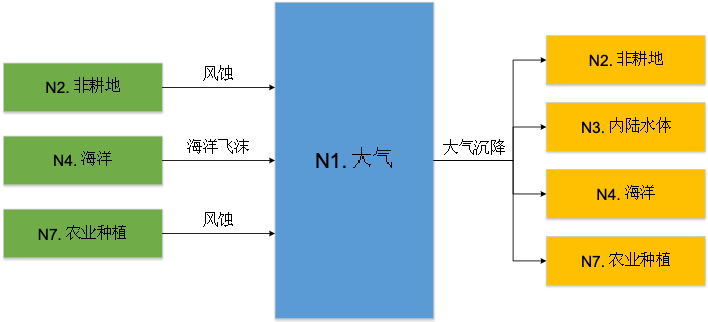 N2. 非耕地
风蚀
N4. 海洋
海洋飞沫
N7. 农业种植
风蚀
N1. 大气
大气沉降
N2. 非耕地
N3. 内陆水体
N4. 海洋
N7. 农业种植